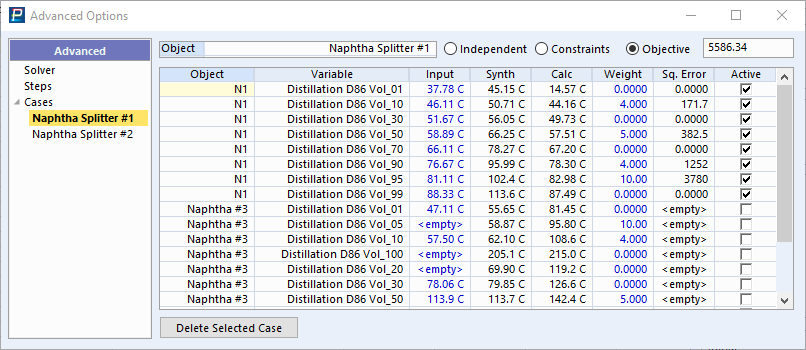 Advanced Options
Advanced
Solver
Steps
Cases
Naphtha Splitter #1
Naphtha Splitter #2
Object Naphtha Splitter #1 Independent Constraints Objective 5586.34
Object Variable Input Synth Calc Weight Sq. Error Active
N1 Distillation D86 Vol_01 37.78 C 45.15 C 14.57 C 0.0000 0.0000
N1 Distillation D86 Vol_10 46.11 C 50.71 C 44.16 C 4.000 171.7
N1 Distillation D86 Vol_30 51.67 C 56.05 C 49.73 C 0.0000 0.0000
N1 Distillation D86 Vol_50 58.89 C 66.25 C 57.51 C 5.000 382.5
N1 Distillation D86 Vol_70 66.11 C 78.27 C 67.20 C 0.0000 0.0000
N1 Distillation D86 Vol_90 76.67 C 95.99 C 78.30 C 4.000 1252
N1 Distillation D86 Vol_95 81.11 C 102.4 C 82.98 C 10.00 3780
N1 Distillation D86 Vol_99 88.33 C 113.6 C 87.49 C 0.0000 0.0000
Naphtha #3 Distillation D86 Vol_01 47.11 C 55.65 C 81.45 C 0.0000 <empty>
Naphtha #3 Distillation D86 Vol_05 <empty> 58.87 C 95.80 C 10.00 <empty>
Naphtha #3 Distillation D86 Vol_10 57.50 C 62.10 C 108.6 C 4.000 <empty>
Naphtha #3 Distillation D86 Vol_100 <empty> 205.1 C 215.0 C 0.0000 <empty>
Naphtha #3 Distillation D86 Vol_20 <empty> 69.90 C 119.2 C 0.0000 <empty>
Naphtha #3 Distillation D86 Vol_30 78.06 C 79.85 C 126.6 C 0.0000 <empty>
Naphtha #3 Distillation D86 Vol_50 113.9 C 113.7 C 142.4 C 5.000 <empty>
Delete Selected Case